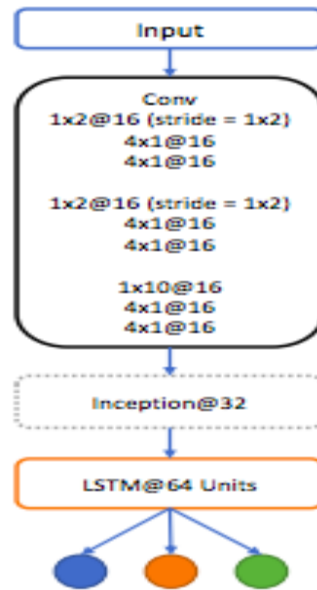 Input
Conv
1x2@16 (stride = 1x2)
4x1@16
4x1@16
1x2@16 (stride = 1x2)
4x1@16
4x1@16
1x10@16
4x1@16
4x1@16
Inception@32
LSTM@64 Units